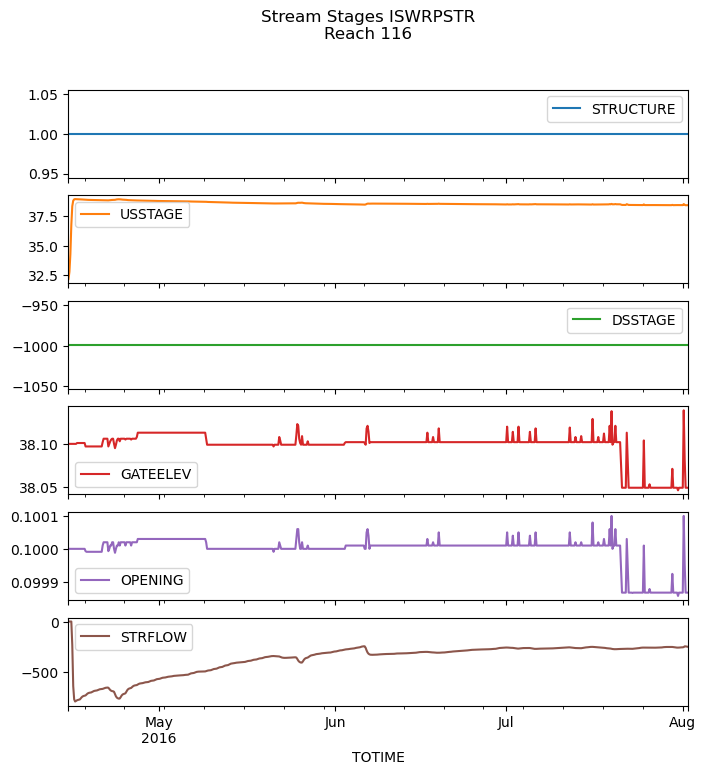 Stream Stages ISWRPSTR
Reach 116
1.05
1.00
0.95
STRUCTURE
37.5
35.0
32.5
USSTAGE
−950
−1000
−1050
DSSTAGE
38.10
38.05
GATEELEV
0.1001
0.1000
0.0999
OPENING
0
−500
STRFLOW
May
2016
Jun
Jul
Aug
TOTIME